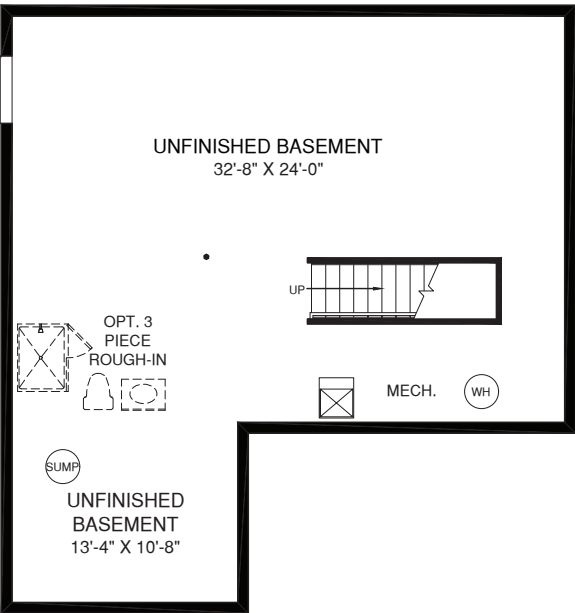 UNFINISHED BASEMENT
32'-8" X 24'-0"
UP
OPT. 3
PIECE
ROUGH-IN
MECH.
WH
SUMP
UNFINISHED
BASEMENT
13'-4" X 10'-8"